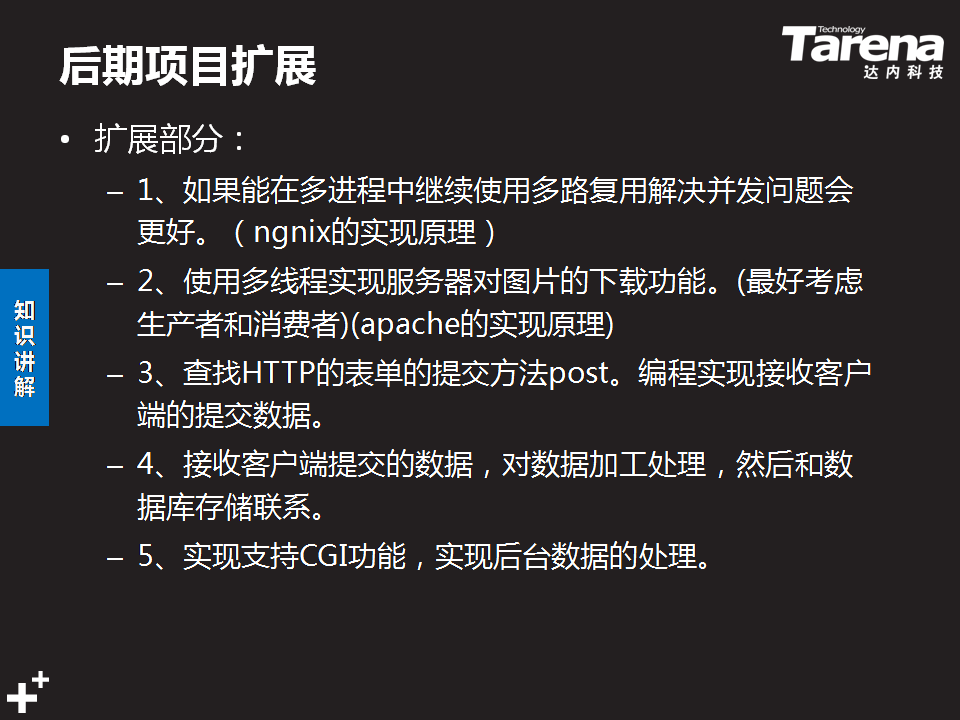 后期项目扩展
Technology
Tarena
达内科技
• 扩展部分：
– 1、如果能在多进程中继续使用多路复用解决并发问题会
更好。（ngnix的实现原理）
– 2、使用多线程实现服务器对图片的下载功能。(最好考虑
生产者和消费者)(apache的实现原理)
– 3、查找HTTP的表单的提交方法post。编程实现接收客户
端的提交数据。
– 4、接收客户端提交的数据，对数据加工处理，然后和数
据库存储联系。
– 5、实现支持CGI功能，实现后台数据的处理。
知识讲解